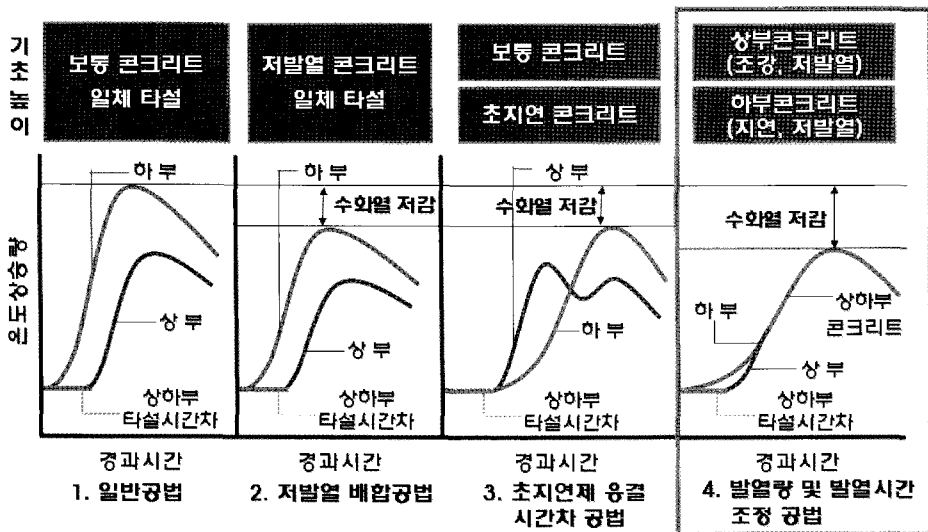 기초높이
보통 콘크리트
일체 타설
저발열 콘크리트
일체 타설
보통 콘크리트
초지연 콘크리트
상부콘크리트
(조강, 저발열)
하부콘크리트
(지연, 저발열)
온도상승량
하 부
상 부
상하부
타설시간차
하 부
수화열 저감
상 부
상하부
타설시간차
상 부
수화열 저감
하 부
상하부
타설시간차
수화열 저감
하 부
상하부
콘크리트
상 부
상하부
타설시간차
경과시간
경과시간
경과시간
경과시간
1. 일반공법
2. 저발열 배합공법
3. 초지연제 응결
시간차 공법
4. 발열량 및 발열시간
조정 공법